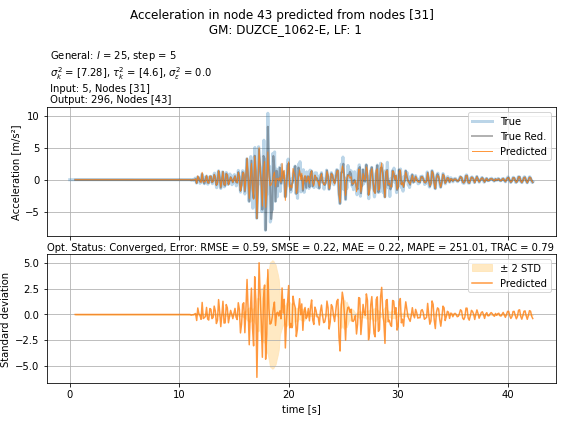 Acceleration in node 43 predicted from nodes [31]
GM: DUZCE_1062-E, LF: 1
General: l = 25, step = 5
σ²ₖ = [7.28], τ²ₖ = [4.6], σ²ε = 0.0
Input: 5, Nodes [31]
Output: 296, Nodes [43]
Acceleration [m/s²]
10
5
0
−5
True
True Red.
Predicted
Opt. Status: Converged, Error: RMSE = 0.59, SMSE = 0.22, MAE = 0.22, MAPE = 251.01, TRAC = 0.79
Standard deviation
5.0
2.5
0.0
−2.5
−5.0
± 2 STD
Predicted
0 10 20 30 40
time [s]